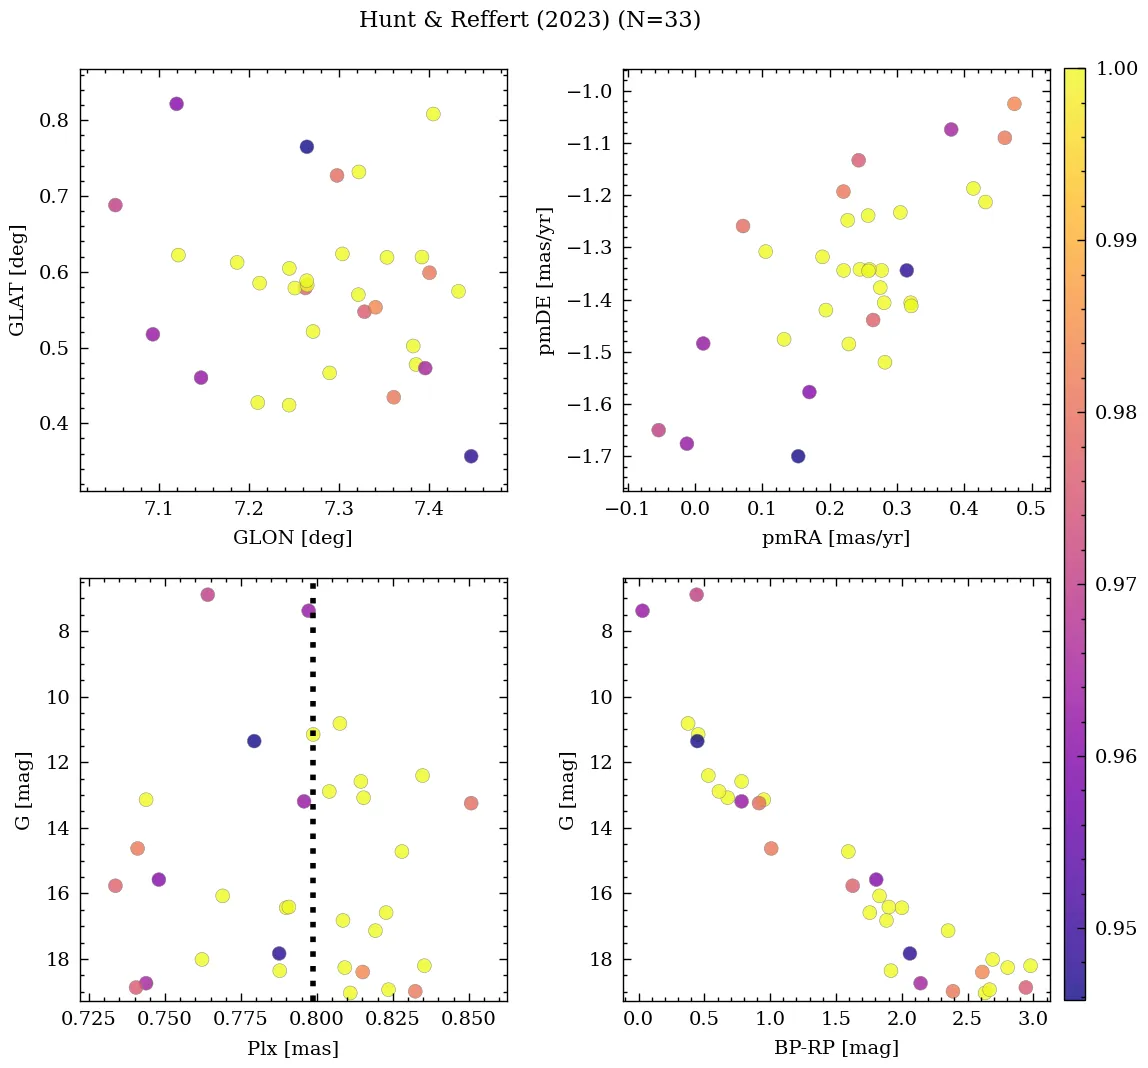 Hunt & Reffert (2023) (N=33)
0.8
0.7
0.6
0.5
0.4
GLAT [deg]
7.1 7.2 7.3 7.4
GLON [deg]
−1.0
−1.1
−1.2
−1.3
−1.4
−1.5
−1.6
−1.7
pmDE [mas/yr]
−0.1 0.0 0.1 0.2 0.3 0.4 0.5
pmRA [mas/yr]
8
10
12
14
16
18
G [mag]
0.725 0.750 0.775 0.800 0.825 0.850
Plx [mas]
8
10
12
14
16
18
G [mag]
0.0 0.5 1.0 1.5 2.0 2.5 3.0
BP-RP [mag]
1.00
0.99
0.98
0.97
0.96
0.95